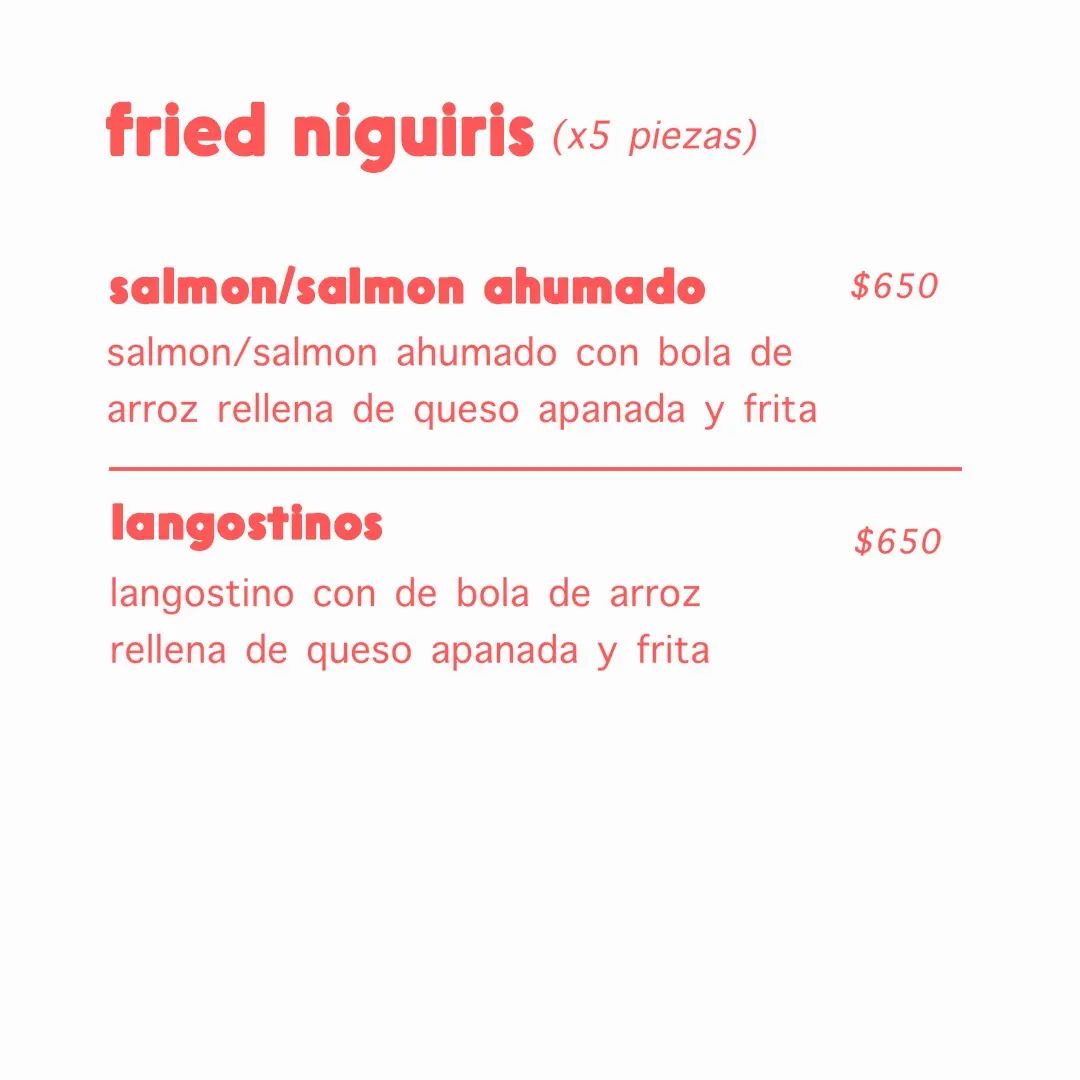 fried niguiris (x5 piezas)
salmon/salmon ahumado $650
salmon/salmon ahumado con bola de
arroz rellena de queso apanada y frita
langostinos $650
langostino con de bola de arroz
rellena de queso apanada y frita